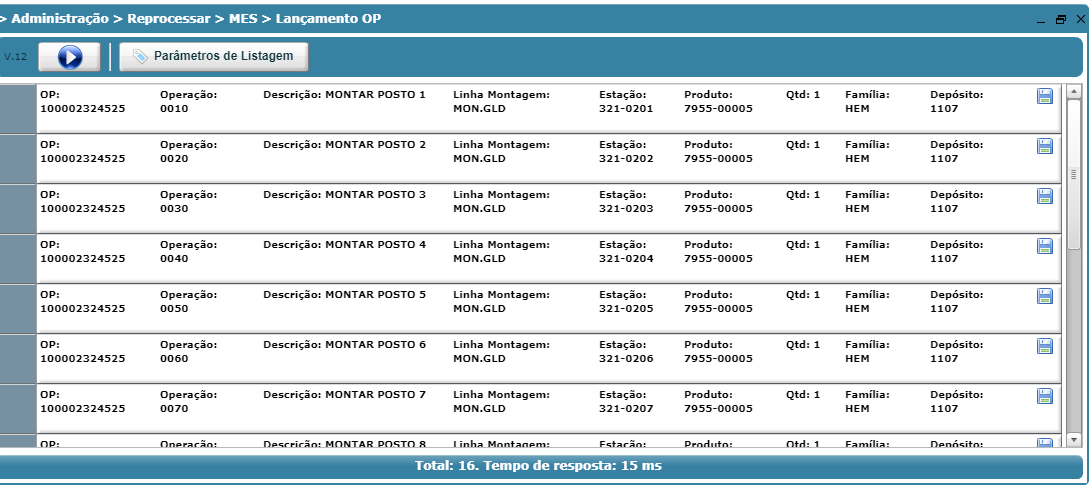 > Administração > Reprocessar > MES > Lançamento OP
V.12 Parâmetros de Listagem
OP: Operação: Descrição: MONTAR POSTO 1 Linha Montagem: Estação: Produto: Qtd: 1 Família: Depósito:
100002324525 0010 MON.GLD 321-0201 7955-00005 HEM 1107
OP: Operação: Descrição: MONTAR POSTO 2 Linha Montagem: Estação: Produto: Qtd: 1 Família: Depósito:
100002324525 0020 MON.GLD 321-0202 7955-00005 HEM 1107
OP: Operação: Descrição: MONTAR POSTO 3 Linha Montagem: Estação: Produto: Qtd: 1 Família: Depósito:
100002324525 0030 MON.GLD 321-0203 7955-00005 HEM 1107
OP: Operação: Descrição: MONTAR POSTO 4 Linha Montagem: Estação: Produto: Qtd: 1 Família: Depósito:
100002324525 0040 MON.GLD 321-0204 7955-00005 HEM 1107
OP: Operação: Descrição: MONTAR POSTO 5 Linha Montagem: Estação: Produto: Qtd: 1 Família: Depósito:
100002324525 0050 MON.GLD 321-0205 7955-00005 HEM 1107
OP: Operação: Descrição: MONTAR POSTO 6 Linha Montagem: Estação: Produto: Qtd: 1 Família: Depósito:
100002324525 0060 MON.GLD 321-0206 7955-00005 HEM 1107
OP: Operação: Descrição: MONTAR POSTO 7 Linha Montagem: Estação: Produto: Qtd: 1 Família: Depósito:
100002324525 0070 MON.GLD 321-0207 7955-00005 HEM 1107
OP: Operação: Descrição: MONTAR POSTO 8 Linha Montagem: Estação: Produto: Qtd: 1 Família: Depósito:
Total: 16. Tempo de resposta: 15 ms